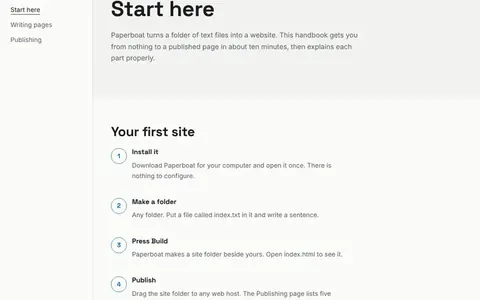 Start here
Writing pages
Publishing
Start here
Paperboat turns a folder of text files into a website. This handbook gets you
from nothing to a published page in about ten minutes, then explains each
part properly.
Your first site
1
Install it
Download Paperboat for your computer and open it once. There is
nothing to configure.
2
Make a folder
Any folder. Put a file called index.txt in it and write a sentence.
3
Press Build
Paperboat makes a site folder beside yours. Open index.html to see it.
4
Publish
Drag the site folder to any web host. The Publishing page lists five